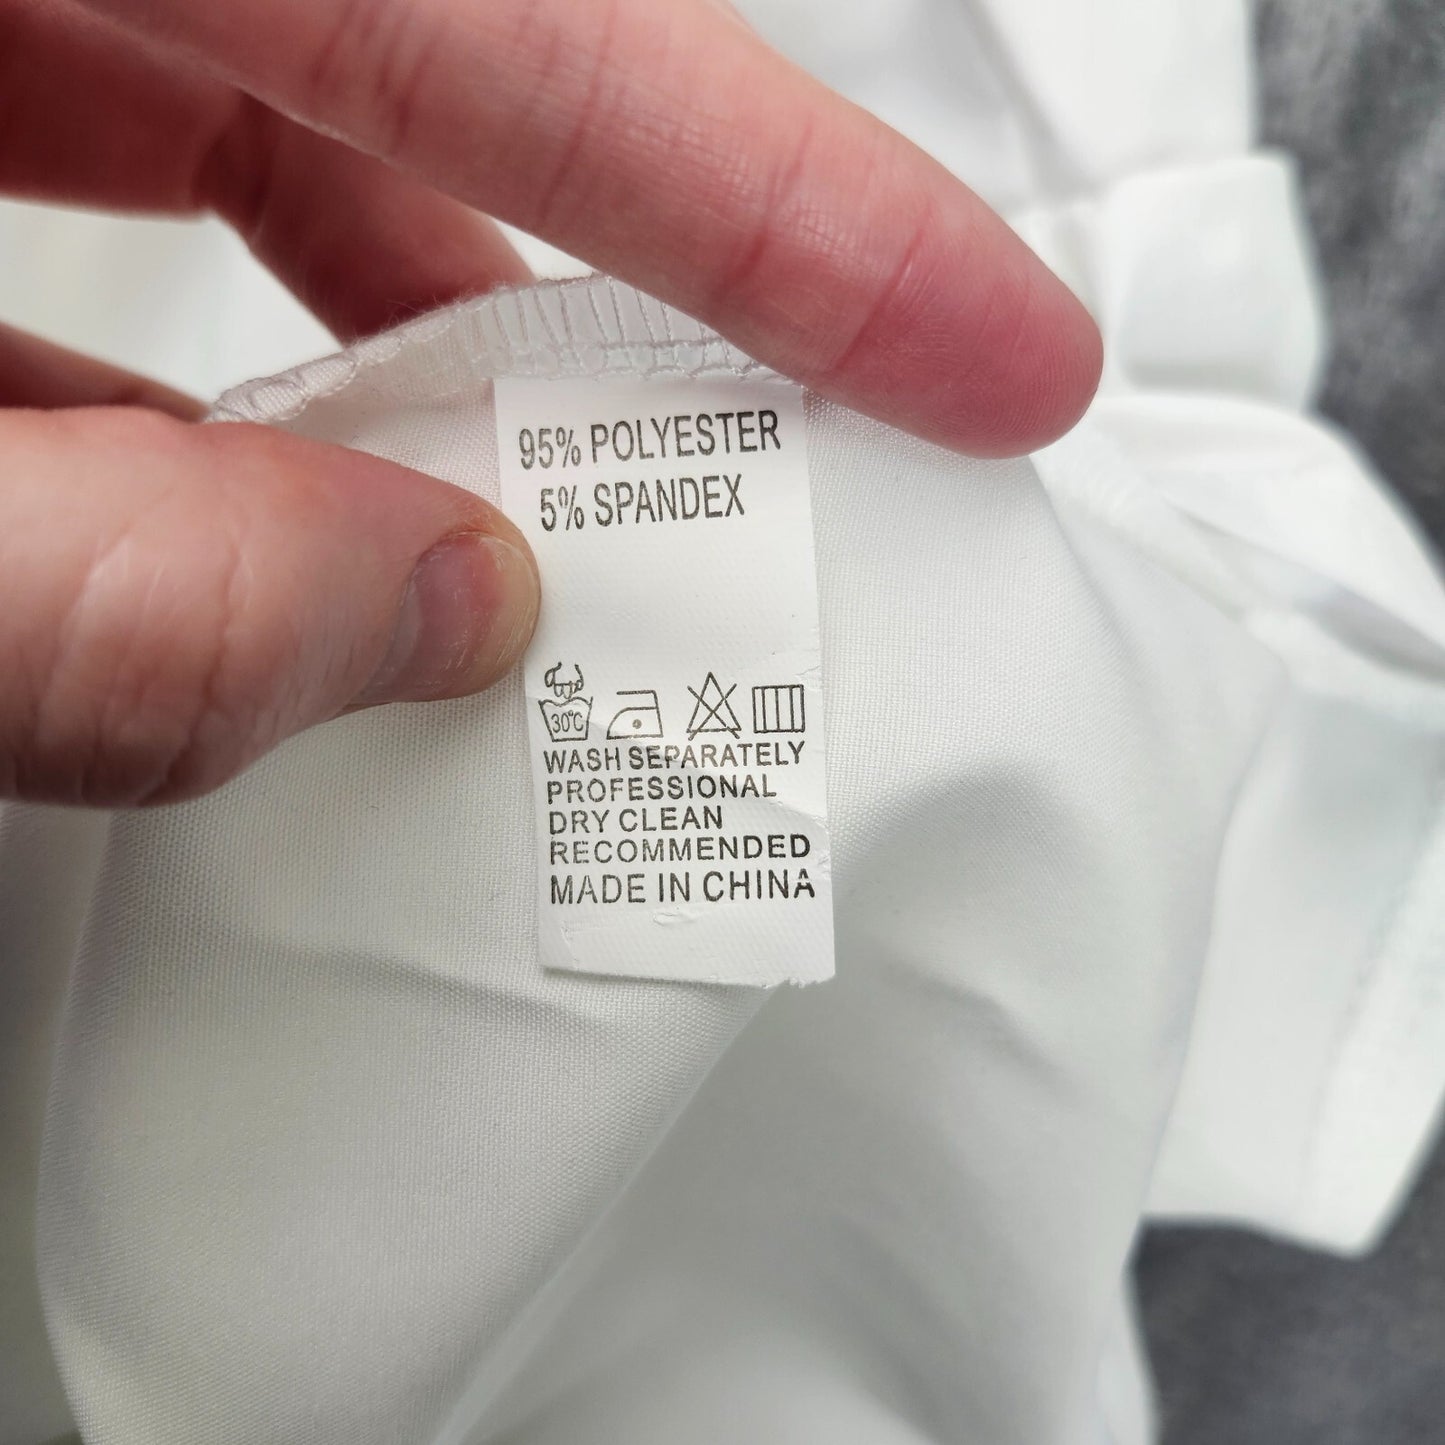 95% POLYESTER
5% SPANDEX
30°C
WASH SEPARATELY
PROFESSIONAL
DRY CLEAN
RECOMMENDED
MADE IN CHINA